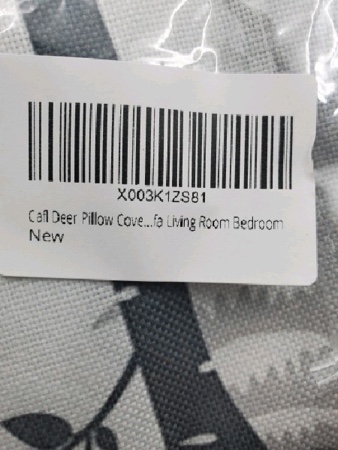 X003K1ZS81
Cafl Deer Pillow Cove...fa Living Room Bedroom
New